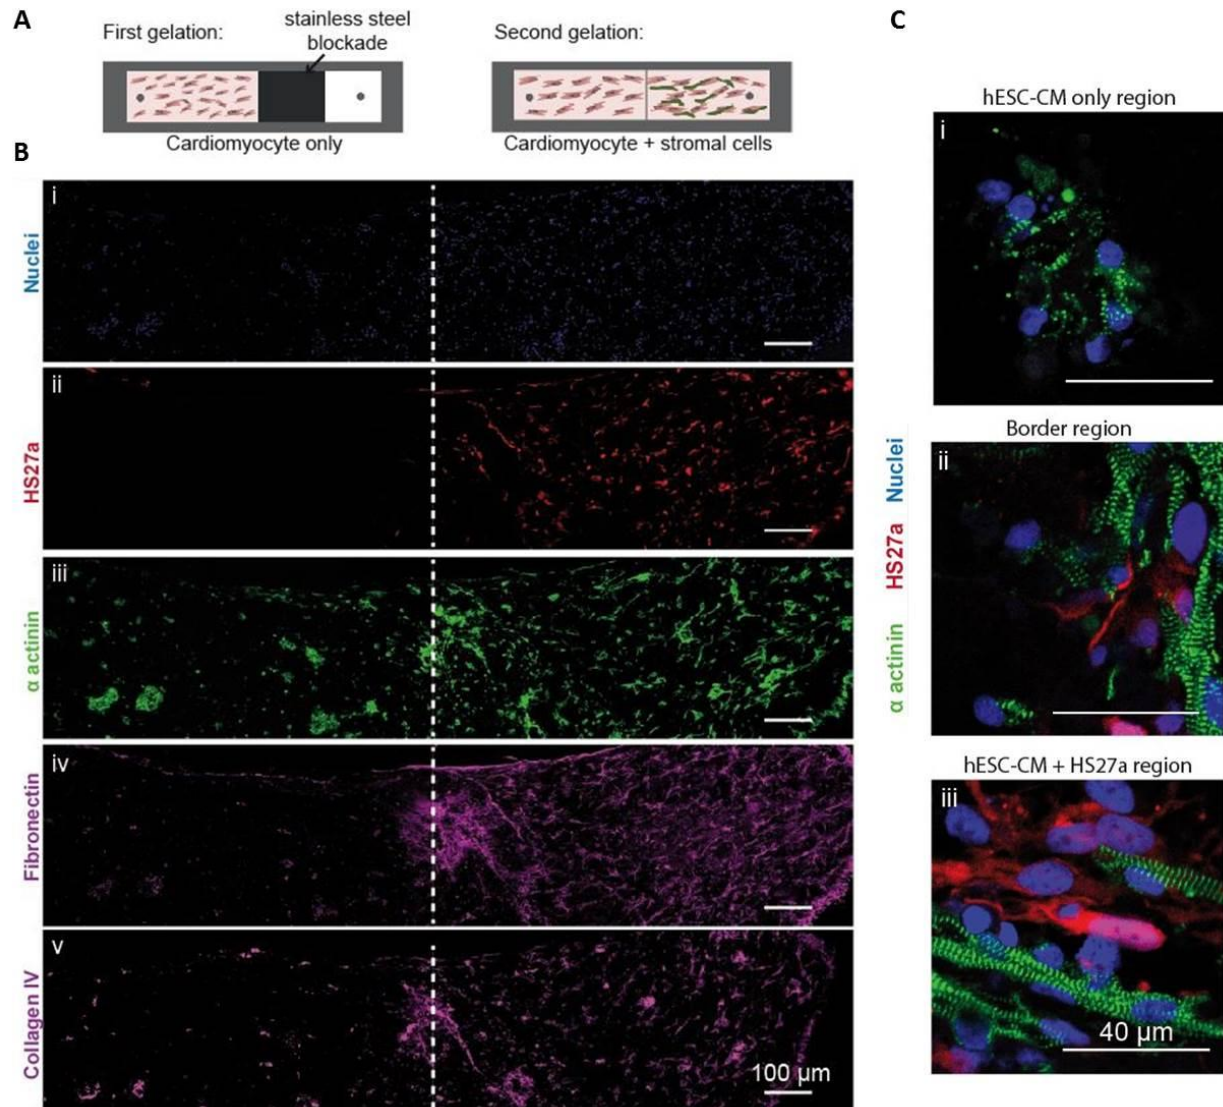 A
First gelation:
stainless steel
blockade
Second gelation:
Cardiomyocyte only
Cardiomyocyte + stromal cells
B
i
Nuclei
ii
HS27a
iii
α actinin
iv
Fibronectin
v
Collagen IV
100 µm
C
hESC-CM only region
i
Border region
ii
α actinin HS27a Nuclei
hESC-CM + HS27a region
iii
40 µm